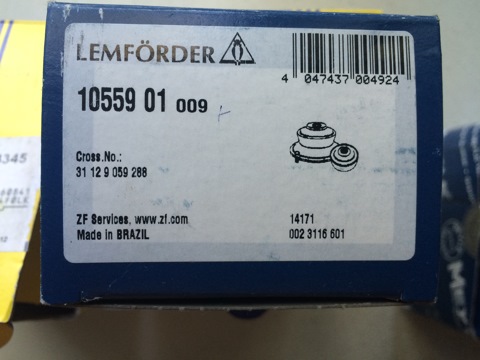 LEMFÖRDER
4 047437 004924
10559 01 009
Cross.No.:
31 12 9 059 288
ZF Services, www.zf.com
Made in BRAZIL
14171
002 3116 601
345